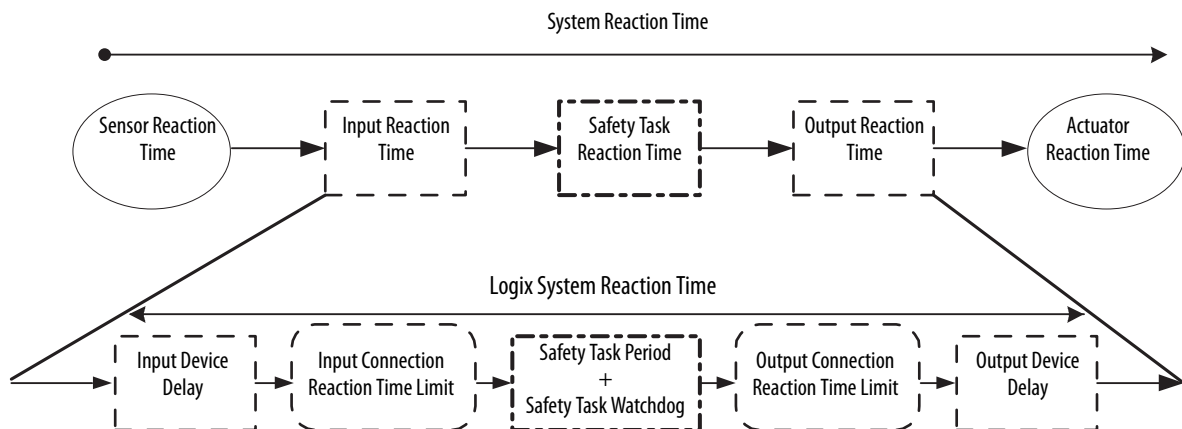 System Reaction Time
Sensor Reaction
Time
Input Reaction
Time
Safety Task
Reaction Time
Output Reaction
Time
Actuator
Reaction Time
Logix System Reaction Time
Input Device
Delay
Input Connection
Reaction Time Limit
Safety Task Period
+
Safety Task Watchdog
Output Connection
Reaction Time Limit
Output Device
Delay